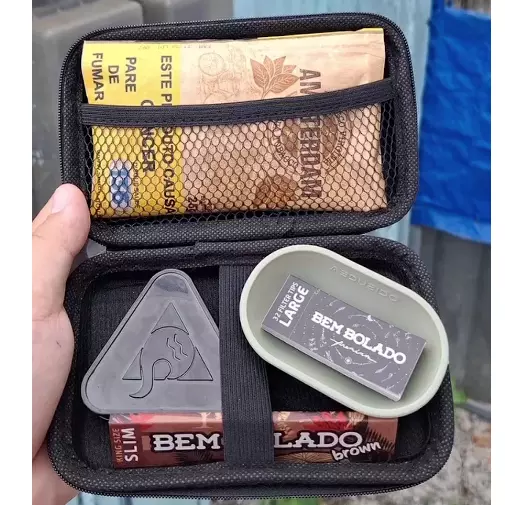 PARE
DE
FUMAR
ESTE PRODUTO CAUSA
CÂNCER
AMSTERDAM
32 FILTER TIPS
LARGE
BEM BOLADO
KING SIZE
SLIM
BEM BOLADO
brown